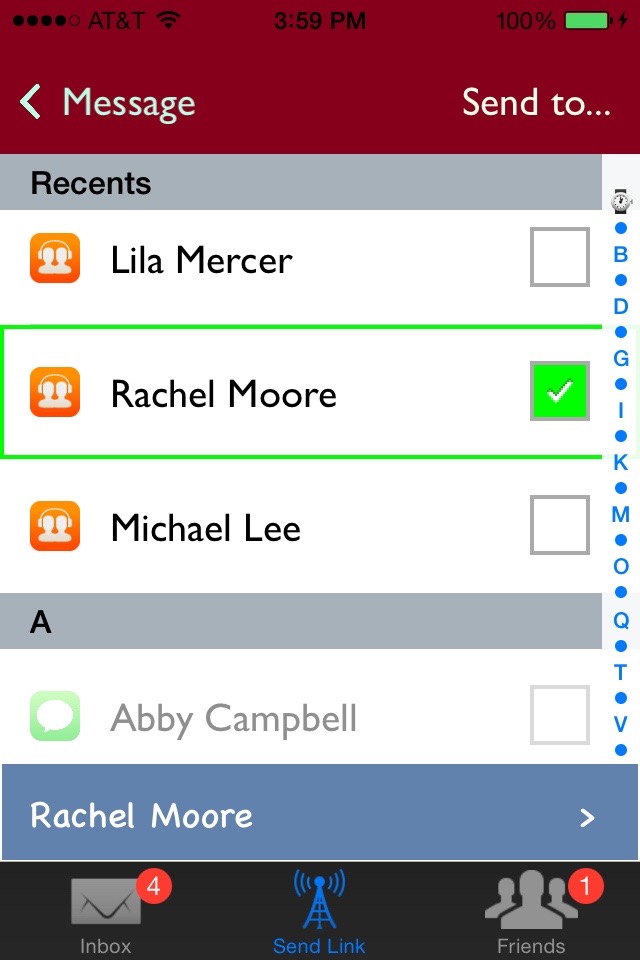 AT&T 3:59 PM 100%
Message Send to...
Recents
Lila Mercer
B
D
Rachel Moore
G
I
K
Michael Lee
M
O
A
Q
T
Abby Campbell
V
Rachel Moore >
4 1
Inbox Send Link Friends